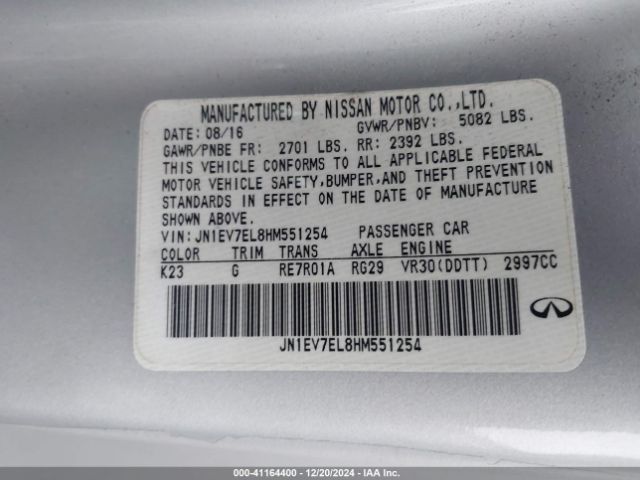 MANUFACTURED BY NISSAN MOTOR CO.,LTD.
DATE: 08/16 GVWR/PNBV: 5082 LBS.
GAWR/PNBE FR: 2701 LBS. RR: 2392 LBS.
THIS VEHICLE CONFORMS TO ALL APPLICABLE FEDERAL
MOTOR VEHICLE SAFETY,BUMPER,AND THEFT PREVENTION
STANDARDS IN EFFECT ON THE DATE OF MANUFACTURE
SHOWN ABOVE.
VIN: JN1EV7EL8HM551254 PASSENGER CAR
COLOR TRIM TRANS AXLE ENGINE
K23 G RE7R01A RG29 VR30(DDTT) 2997CC
JN1EV7EL8HM551254
000-41164400 - 12/20/2024 - IAA Inc.